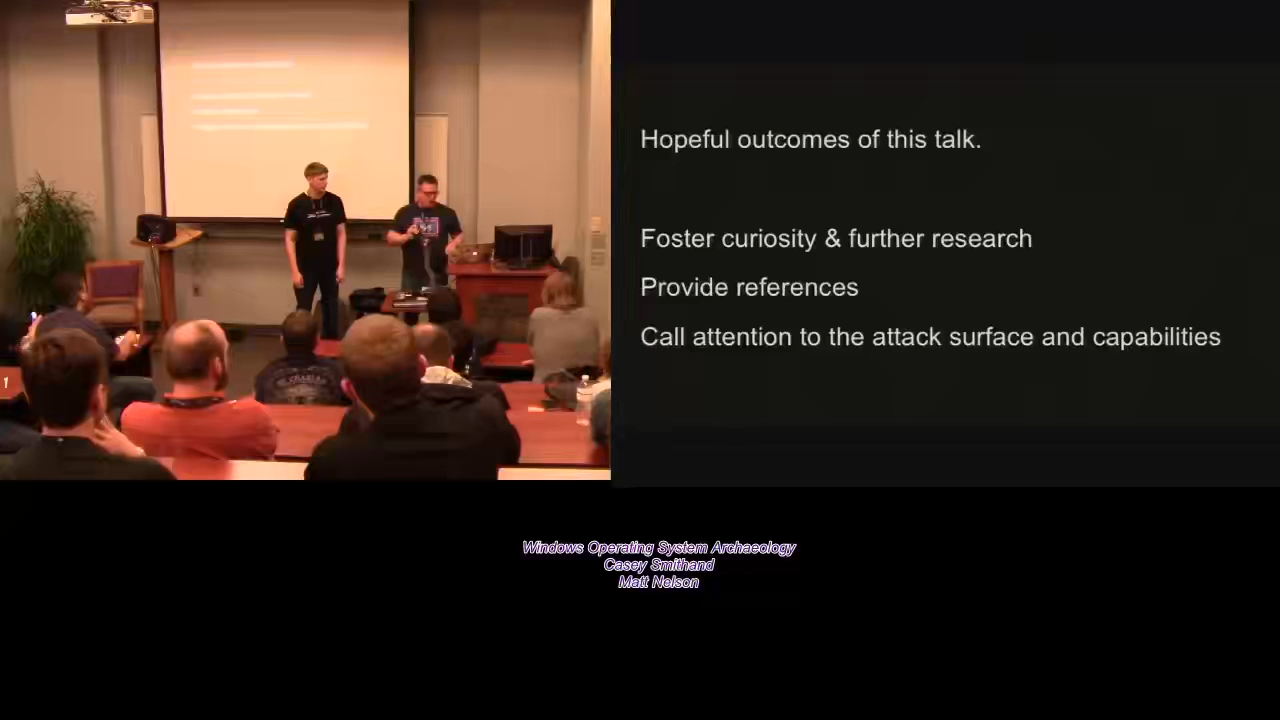 Hopeful outcomes of this talk.
Foster curiosity & further research
Provide references
Call attention to the attack surface and capabilities
Windows Operating System Archaeology
Casey Smithand
Matt Nelson